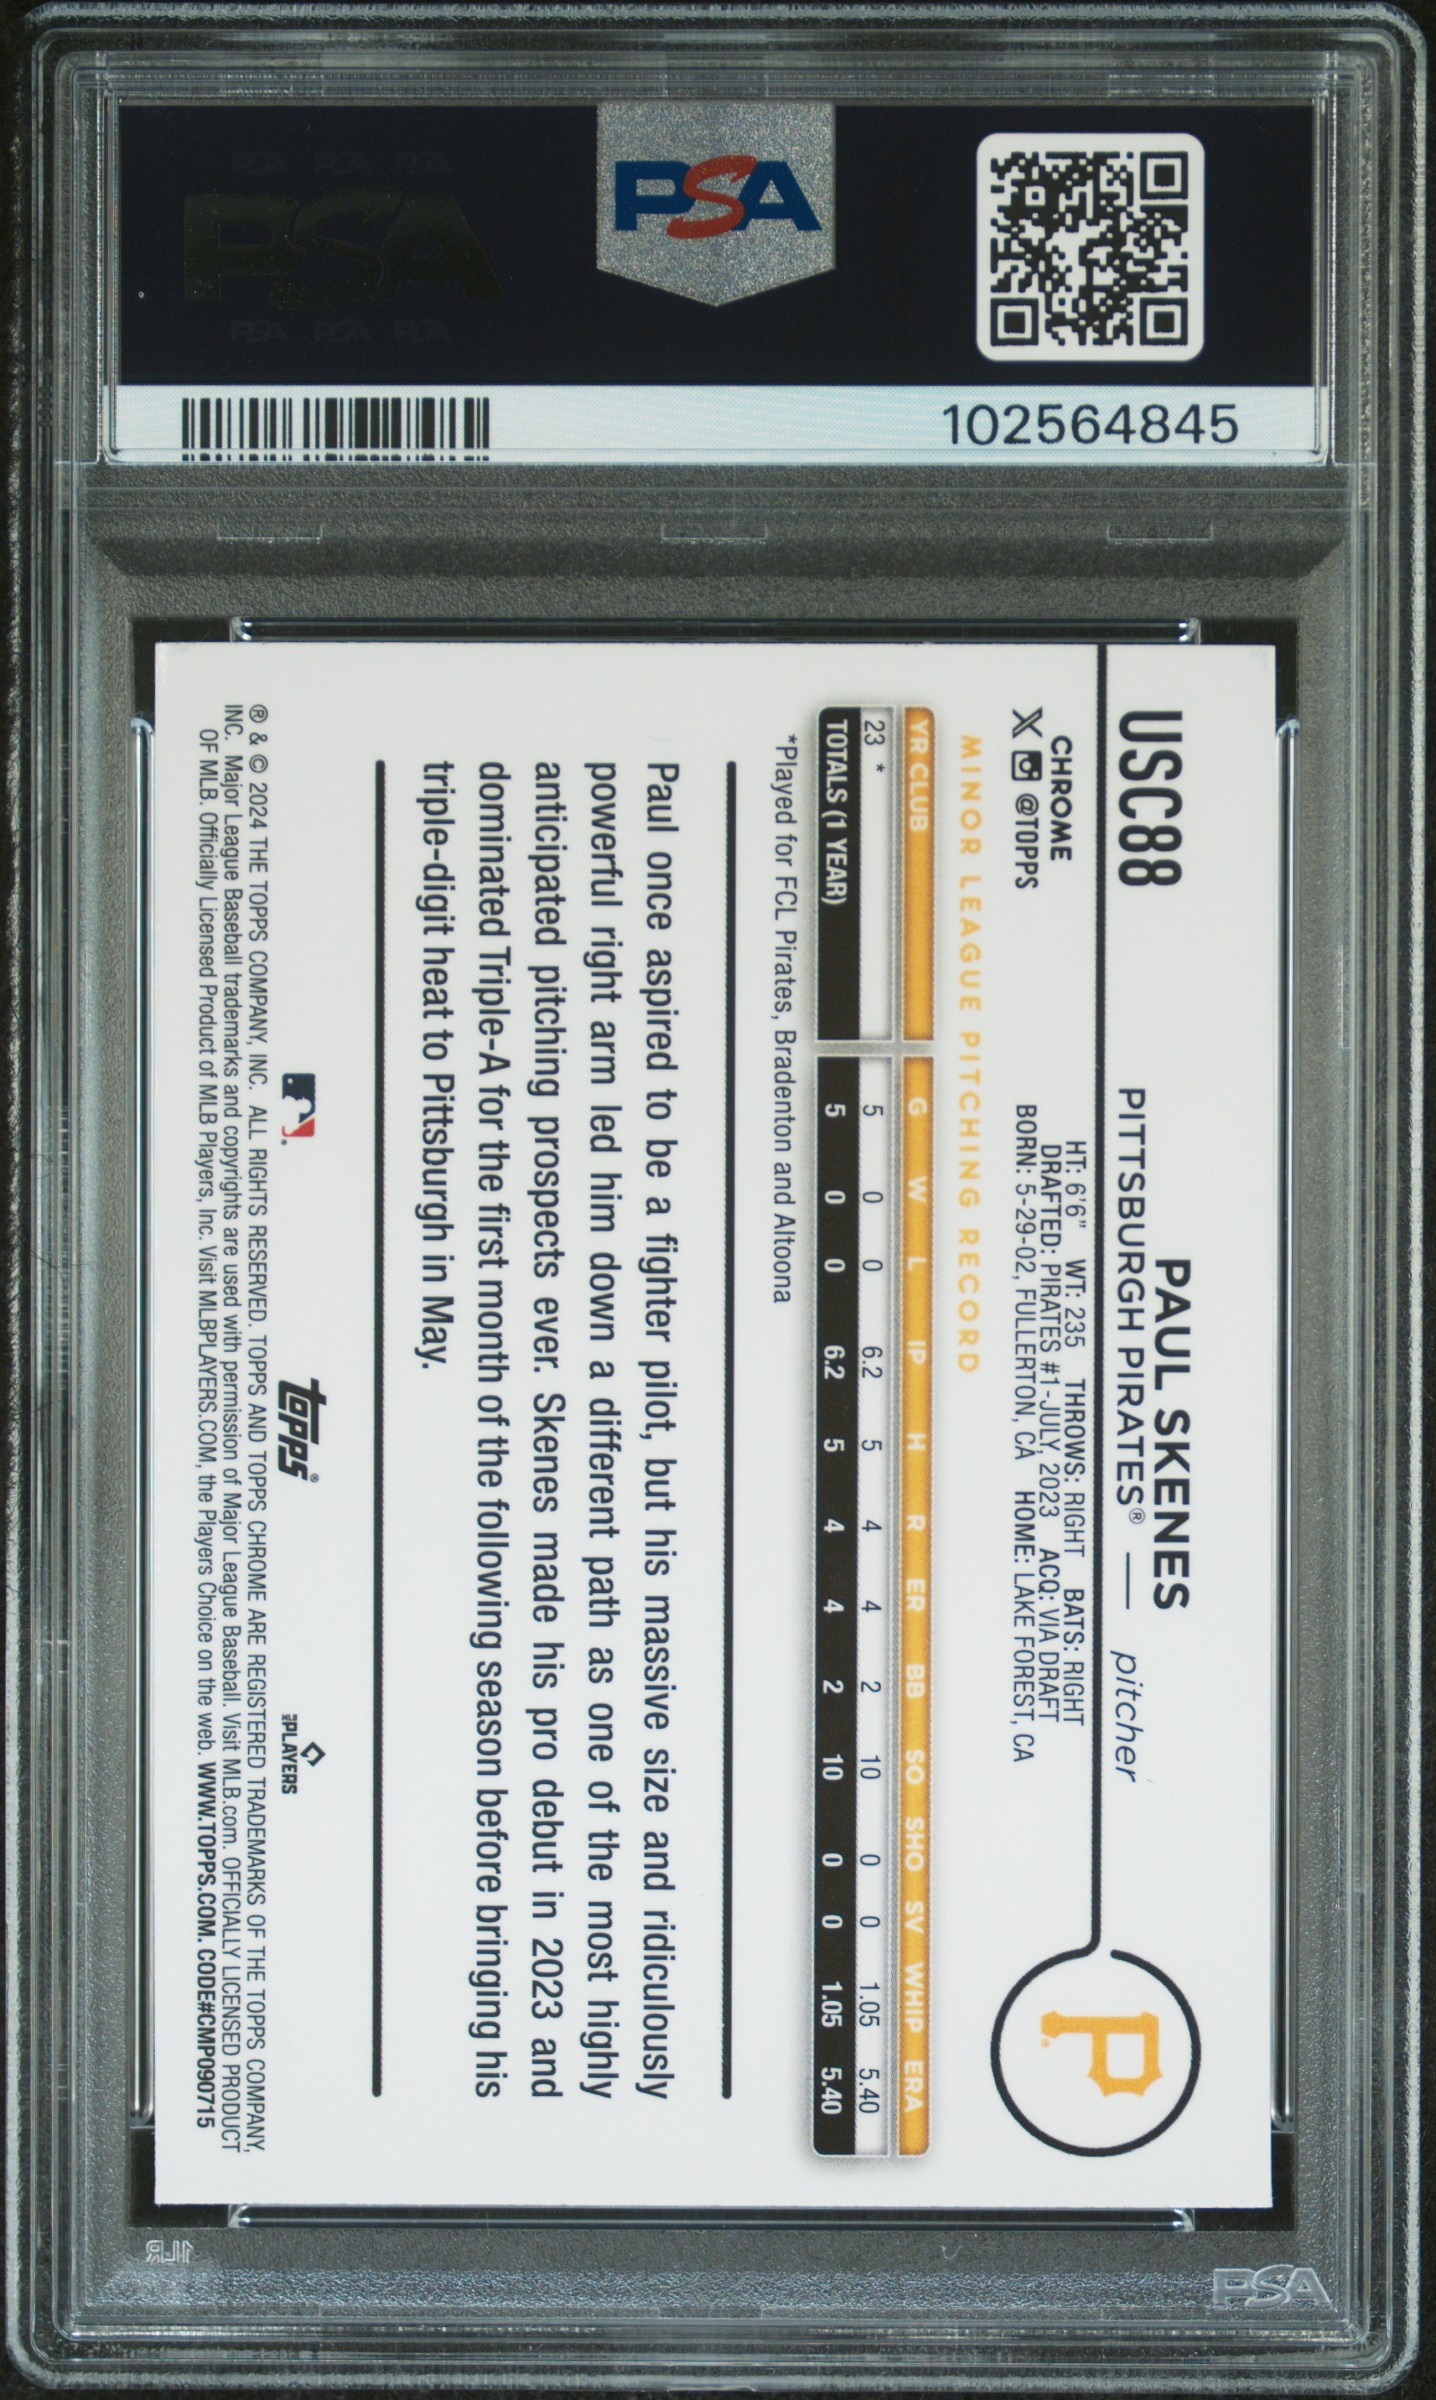 PSA PSA PSA
PSA
PSA PSA PSA
PSA
102564845
USC88
PAUL SKENES
PITTSBURGH PIRATES® — pitcher
P®
CHROME
X @TOPPS
HT: 6'6" WT: 235 THROWS: RIGHT BATS: RIGHT
DRAFTED: PIRATES #1-JULY, 2023 ACQ: VIA DRAFT
BORN: 5-29-02, FULLERTON, CA HOME: LAKE FOREST, CA
MINOR LEAGUE PITCHING RECORD
YR CLUB G W L IP H R ER BB SO SHO SV WHIP ERA
23 * 5 0 0 6.2 5 4 4 2 10 0 0 1.05 5.40
TOTALS (1 YEAR) 5 0 0 6.2 5 4 4 2 10 0 0 1.05 5.40
*Played for FCL Pirates, Bradenton and Altoona
Paul once aspired to be a fighter pilot, but his massive size and ridiculously
powerful right arm led him down a different path as one of the most highly
anticipated pitching prospects ever. Skenes made his pro debut in 2023 and
dominated Triple-A for the first month of the following season before bringing his
triple-digit heat to Pittsburgh in May.
topps®
PLAYERS
® & © 2024 THE TOPPS COMPANY, INC. ALL RIGHTS RESERVED. TOPPS AND TOPPS CHROME ARE REGISTERED TRADEMARKS OF THE TOPPS COMPANY,
INC. Major League Baseball trademarks and copyrights are used with permission of Major League Baseball. Visit MLB.com. OFFICIALLY LICENSED PRODUCT
OF MLB. Officially Licensed Product of MLB Players, Inc. Visit MLBPLAYERS.COM, the Players Choice on the web. WWW.TOPPS.COM. CODE#CMP090715
PSA